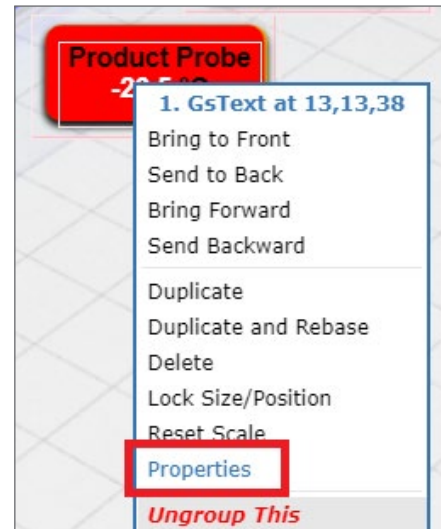 Product Probe
1. GsText at 13,13,38
Bring to Front
Send to Back
Bring Forward
Send Backward
Duplicate
Duplicate and Rebase
Delete
Lock Size/Position
Reset Scale
Properties
Ungroup This